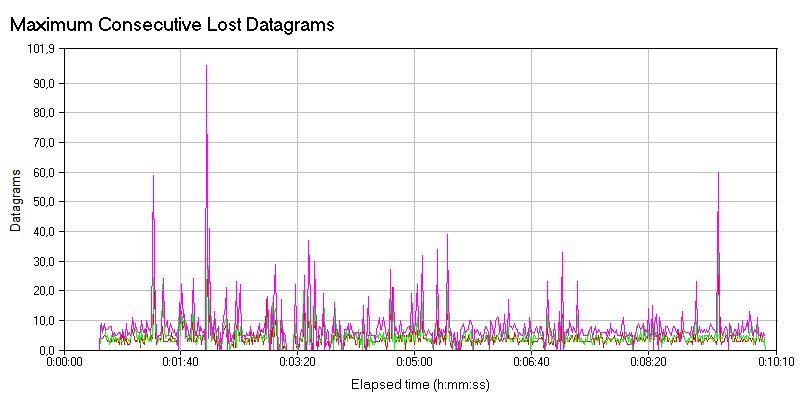 Maximum Consecutive Lost Datagrams
101,9
90,0
80,0
70,0
60,0
50,0
40,0
30,0
20,0
10,0
0,0
Datagrams
0:00:00 0:01:40 0:03:20 0:05:00 0:06:40 0:08:20 0:10:10
Elapsed time (h:mm:ss)